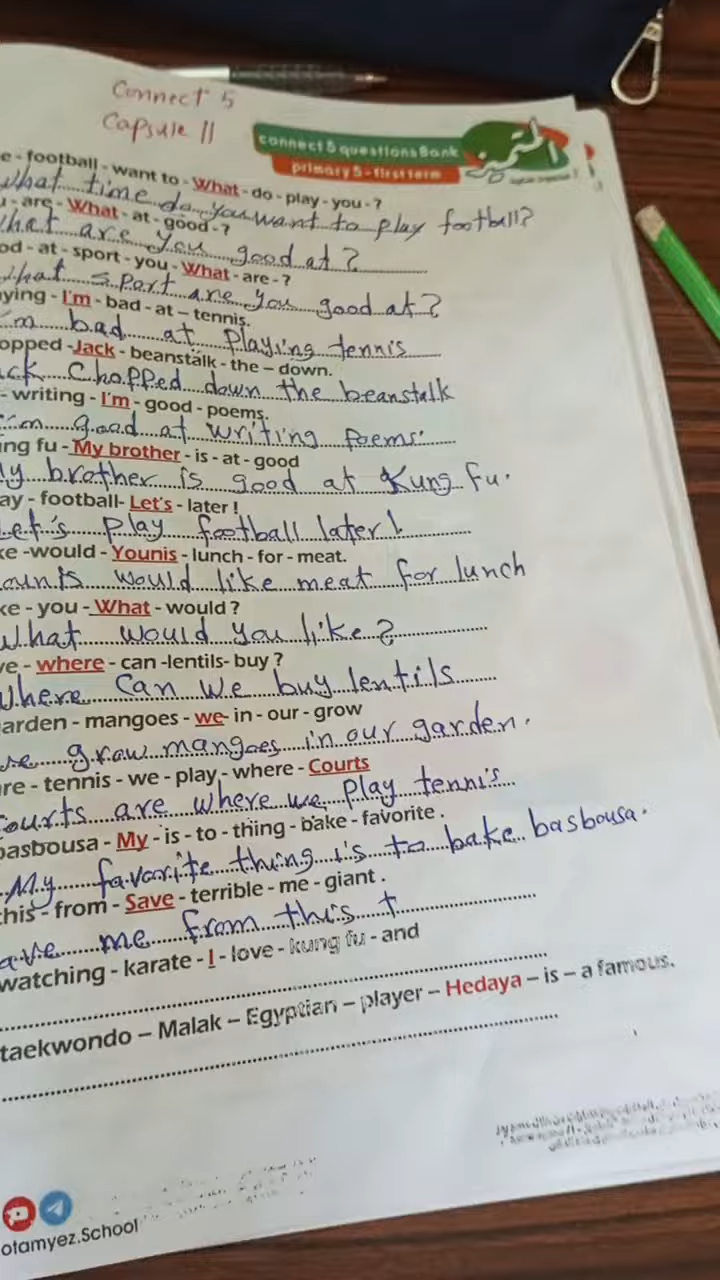 Connect 5
Capsule 11
connect 5 questions Bank
المتميز
primary 5 - first term
e - football - want to - What - do - play - you - ?
what time do you want to play football?
- are - What - at - good - ?
what are you good at?
od - at - sport - you - What - are - ?
what sport are you good at?
ying - I'm - bad - at – tennis.
I'm bad at playing tennis
opped - Jack - beanstalk - the – down.
ack Chopped down the beanstalk
- writing - I'm - good - poems.
I'm good at writing Poems.
ng fu - My brother - is - at - good
My brother is good at Kung fu.
ay - football- Let's - later !
Let's play football later!
ke -would - Younis - lunch - for - meat.
ounis would like meat for lunch
ke - you - What - would ?
What would you like?
ve - where - can -lentils- buy ?
where can we buy lentils
arden - mangoes - we- in - our - grow
we grow mangoes in our garden.
re - tennis - we - play - where - Courts
Courts are where we play tennis
basbousa - My - is - to - thing - bake - favorite .
My favorite thing is to bake basbousa.
his - from - Save - terrible - me - giant .
ave me from this t
watching - karate - I - love - kung fu - and
taekwondo – Malak – Egyptian – player – Hedaya – is – a famous.
otamyez.School